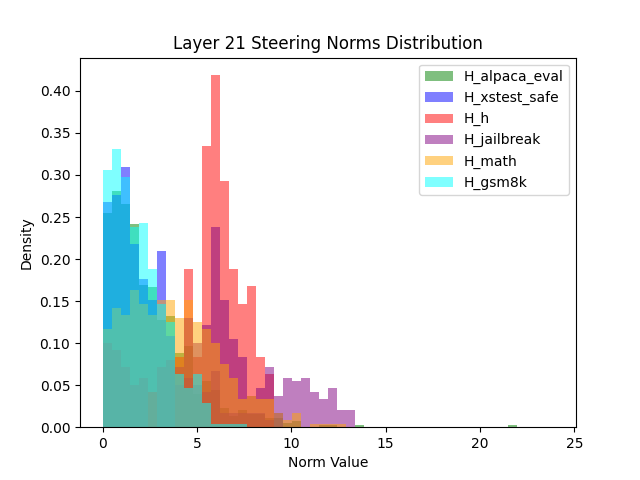 Layer 21 Steering Norms Distribution
H_alpaca_eval
H_xstest_safe
H_h
H_jailbreak
H_math
H_gsm8k
Density
0.40
0.35
0.30
0.25
0.20
0.15
0.10
0.05
0.00
0
5
10
15
20
25
Norm Value